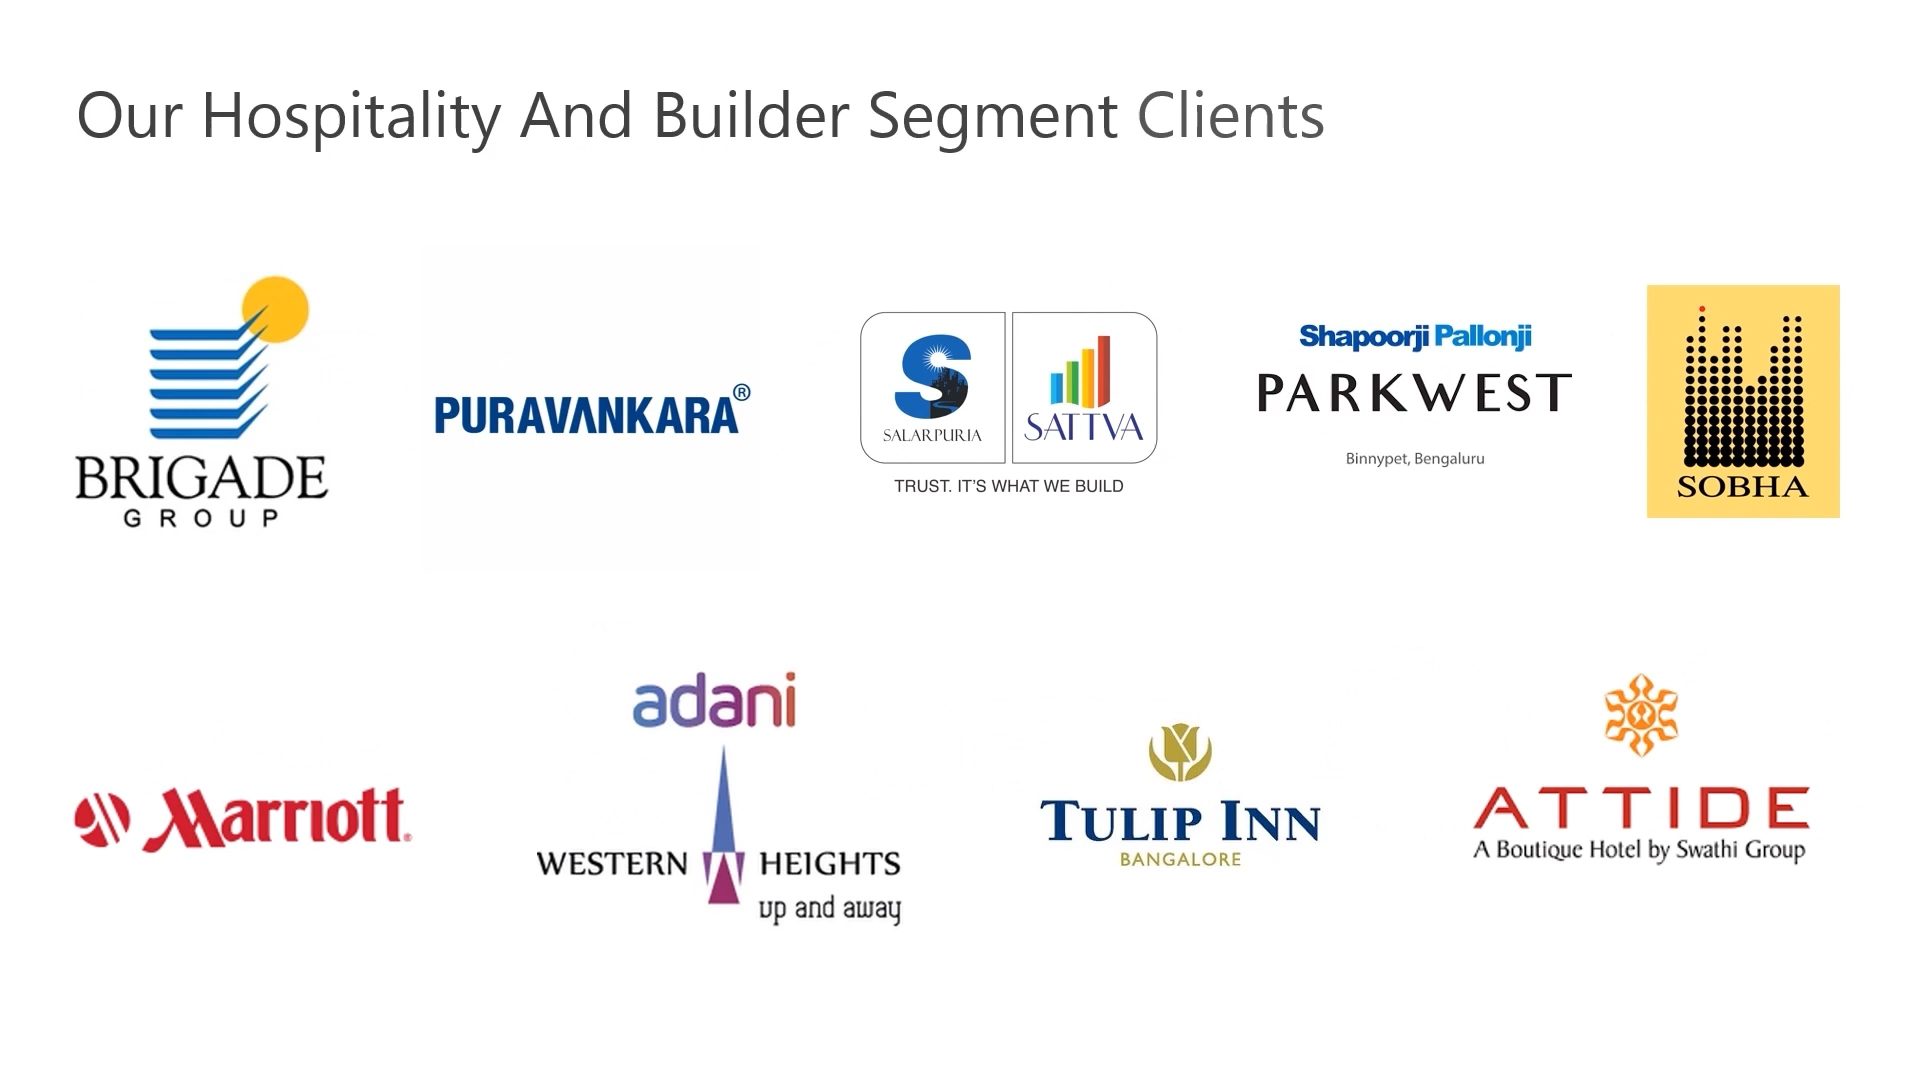 Our Hospitality And Builder Segment Clients
BRIGADE
GROUP
PURAVANKARA®
SALARPURIA
SATTVA
TRUST. IT'S WHAT WE BUILD
Shapoorji Pallonji
PARKWEST
Binnypet, Bengaluru
SOBHA
Marriott
adani
WESTERN HEIGHTS
up and away
TULIP INN
BANGALORE
ATTIDE
A Boutique Hotel by Swathi Group